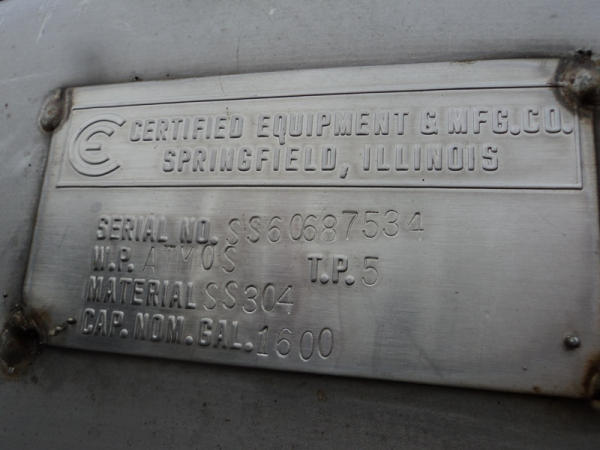 CE CERTIFIED EQUIPMENT & MFG.CO.
SPRINGFIELD, ILLINOIS
SERIAL NO. SS60687534
W.P. ATMOS T.P. 5
MATERIAL SS304
CAP. NOM. GAL. 1600